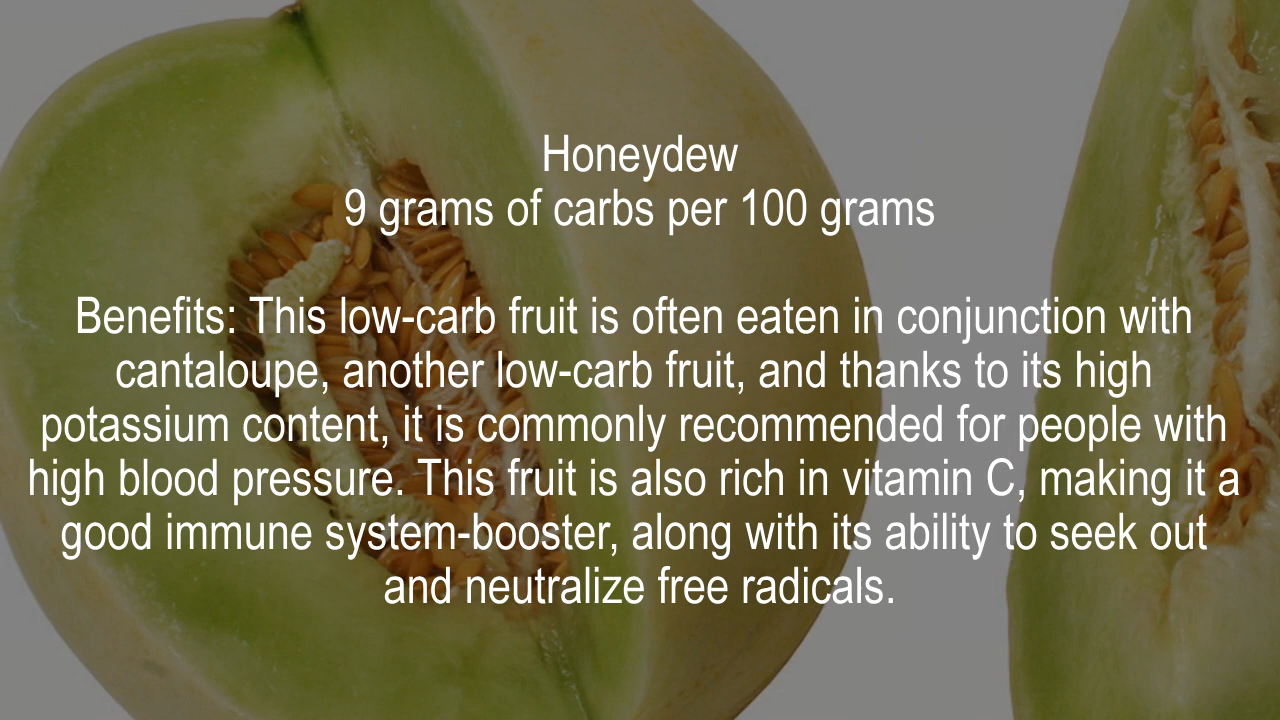 Honeydew
9 grams of carbs per 100 grams
Benefits: This low-carb fruit is often eaten in conjunction with
cantaloupe, another low-carb fruit, and thanks to its high
potassium content, it is commonly recommended for people with
high blood pressure. This fruit is also rich in vitamin C, making it a
good immune system-booster, along with its ability to seek out
and neutralize free radicals.